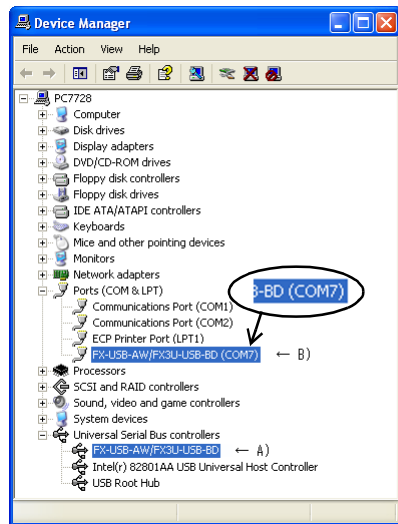 Device Manager
File Action View Help
PC7728
Computer
Disk drives
Display adapters
DVD/CD-ROM drives
Floppy disk controllers
Floppy disk drives
IDE ATA/ATAPI controllers
Keyboards
Mice and other pointing devices
Monitors
Network adapters
Ports (COM & LPT)
3-BD (COM7)
Communications Port (COM1)
Communications Port (COM2)
ECP Printer Port (LPT1)
FX-USB-AW/FX3U-USB-BD (COM7) ← B)
Processors
SCSI and RAID controllers
Sound, video and game controllers
System devices
Universal Serial Bus controllers
FX-USB-AW/FX3U-USB-BD ← A)
Intel(r) 82801AA USB Universal Host Controller
USB Root Hub